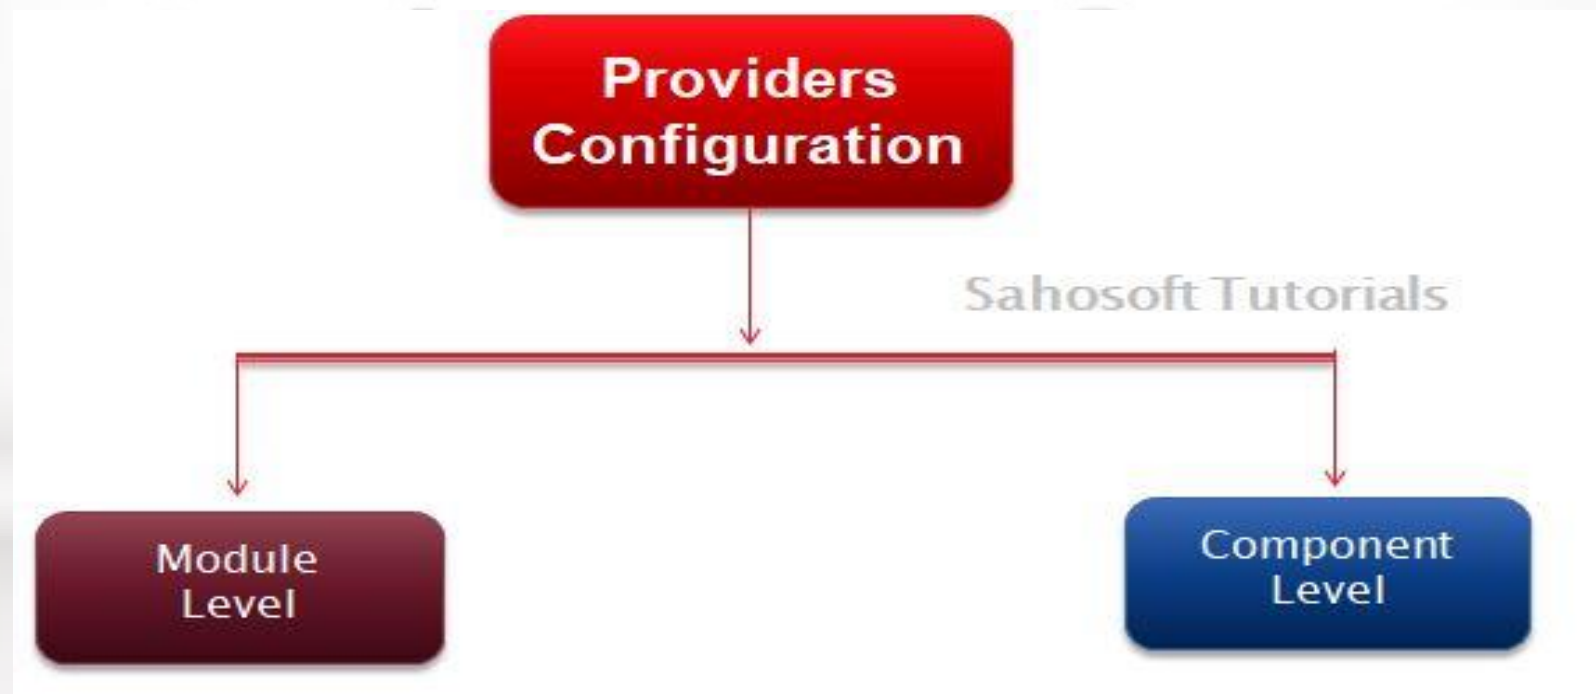 Providers
Configuration
Sahosoft Tutorials
Module
Level
Component
Level